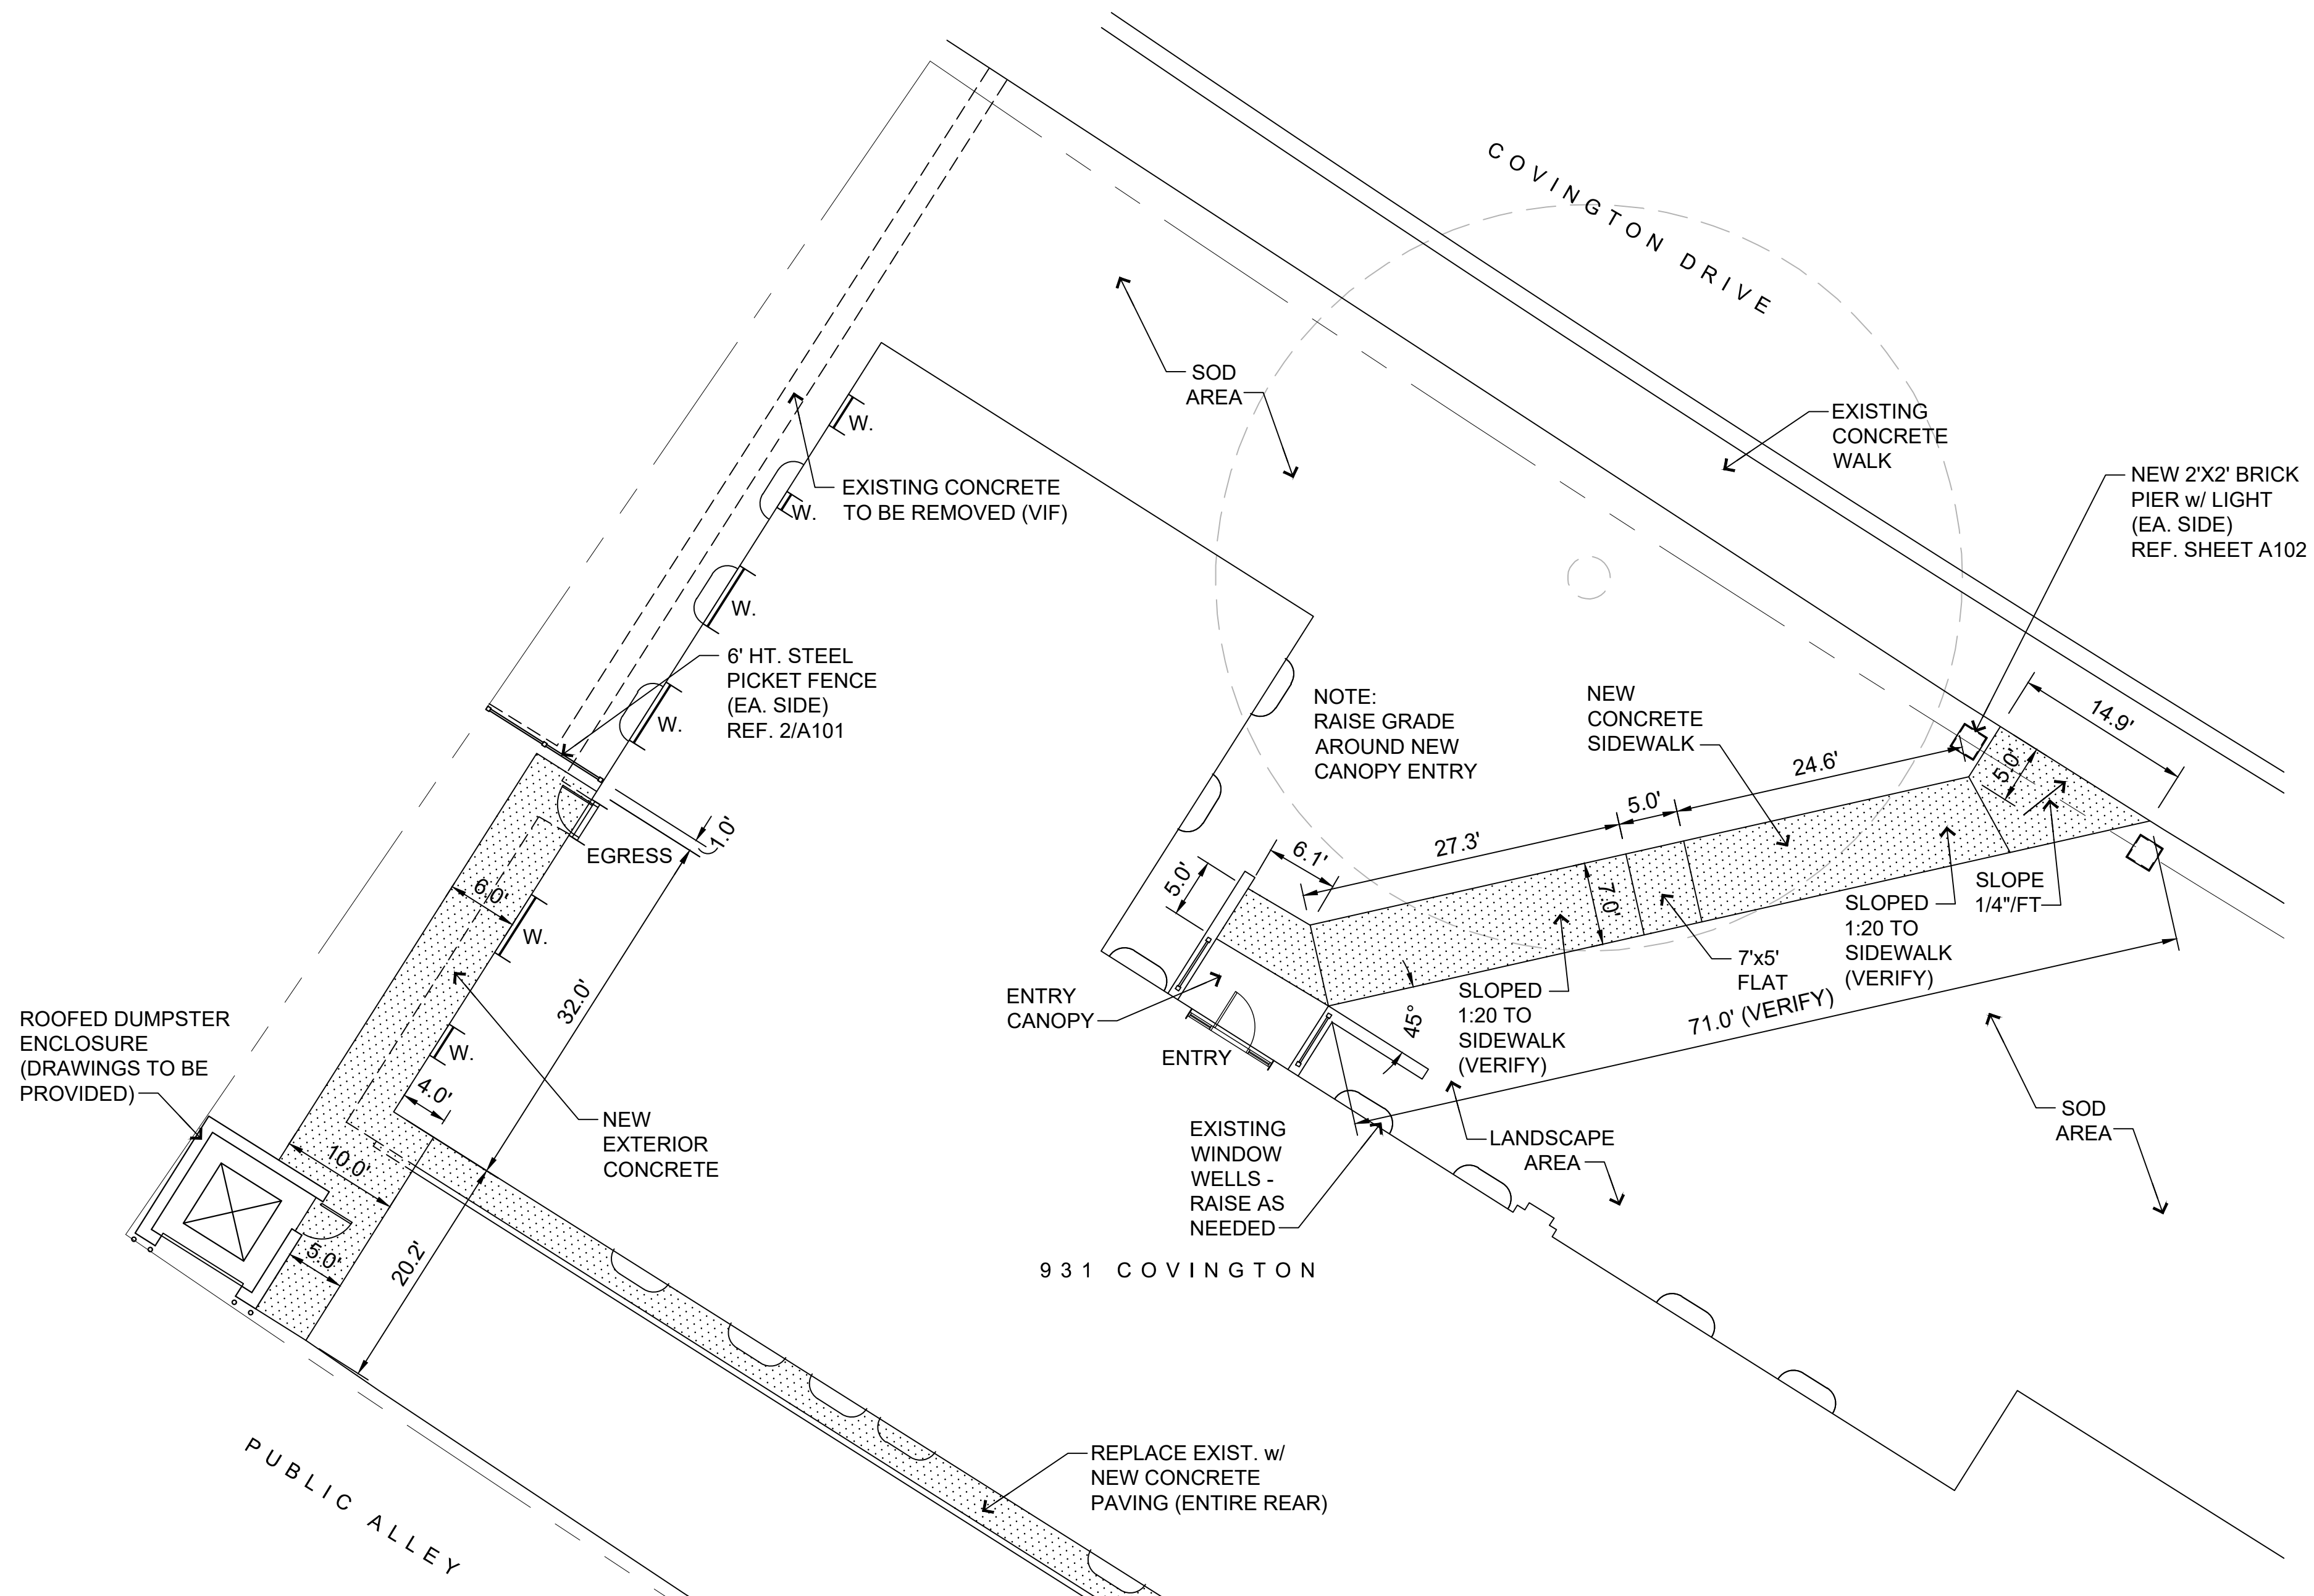 COVINGTON DRIVE
SOD
AREA
EXISTING
CONCRETE
WALK
NEW 2'X2' BRICK
PIER w/ LIGHT
(EA. SIDE)
REF. SHEET A102
W.
EXISTING CONCRETE
TO BE REMOVED (VIF)
W.
W.
6' HT. STEEL
PICKET FENCE
(EA. SIDE)
REF. 2/A101
W.
NOTE:
RAISE GRADE
AROUND NEW
CANOPY ENTRY
NEW
CONCRETE
SIDEWALK
14.9'
5.0'
24.6'
5.0'
27.3'
6.1'
5.0'
7.0'
1.0'
EGRESS
6.0'
W.
32.0'
W.
4.0'
SLOPE
1/4"/FT
SLOPED
1:20 TO
SIDEWALK
(VERIFY)
7'x5'
FLAT
SLOPED
1:20 TO
SIDEWALK
(VERIFY)
71.0' (VERIFY)
45°
ENTRY
CANOPY
ENTRY
ROOFED DUMPSTER
ENCLOSURE
(DRAWINGS TO BE
PROVIDED)
NEW
EXTERIOR
CONCRETE
10.0'
5.0'
20.2'
EXISTING
WINDOW
WELLS -
RAISE AS
NEEDED
LANDSCAPE
AREA
SOD
AREA
931 COVINGTON
REPLACE EXIST. w/
NEW CONCRETE
PAVING (ENTIRE REAR)
PUBLIC ALLEY